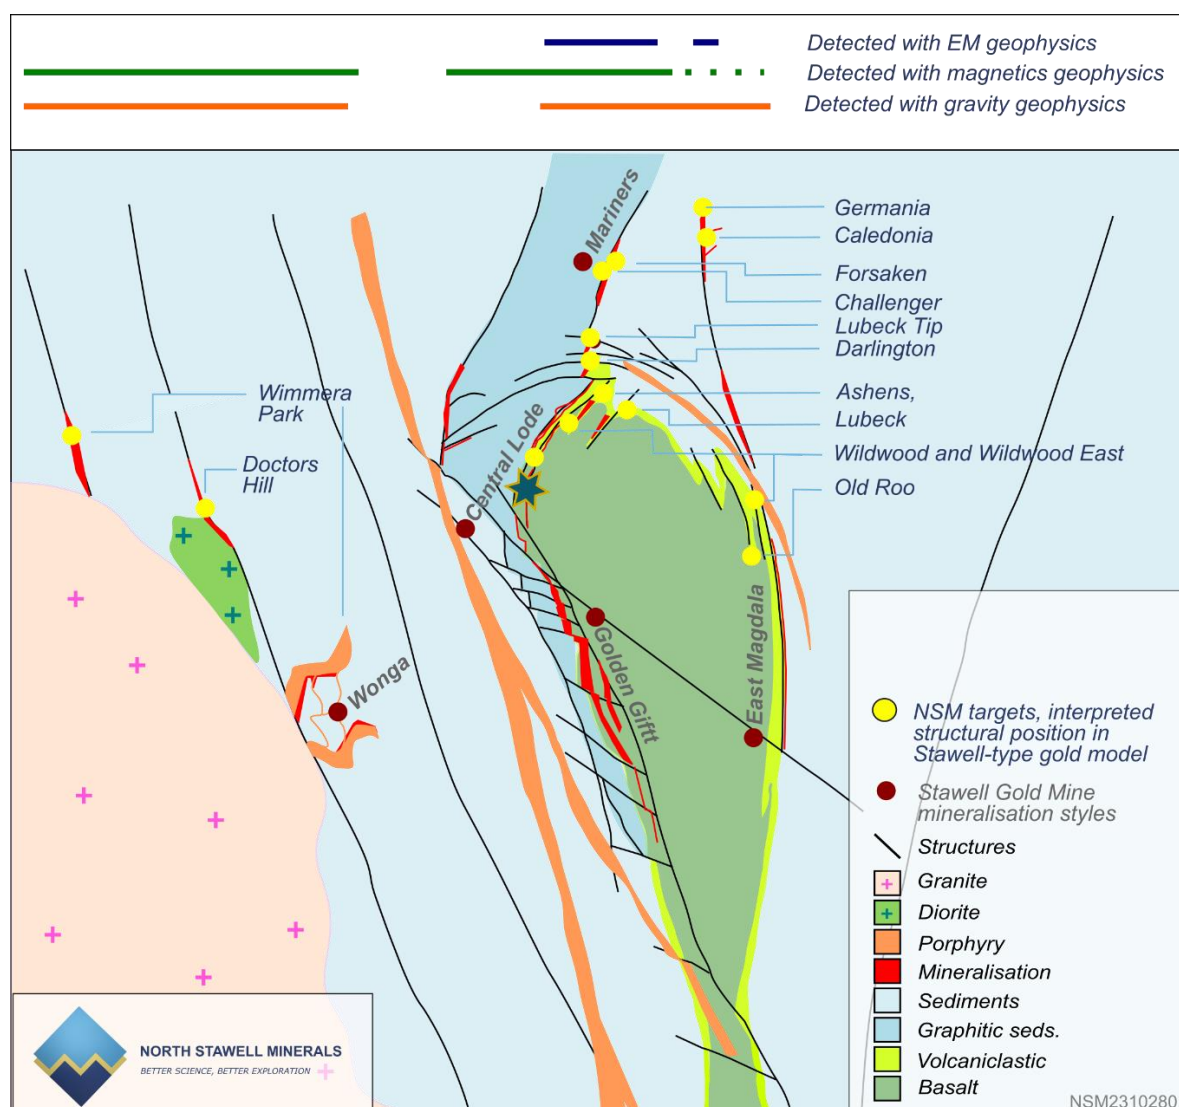 Detected with EM geophysics
Detected with magnetics geophysics
Detected with gravity geophysics
Mariners
Germania
Caledonia
Forsaken
Challenger
Lubeck Tip
Darlington
Ashens,
Lubeck
Wildwood and Wildwood East
Old Roo
Wimmera
Park
Doctors
Hill
Central Lode
Wonga
Golden Giftt
East Magdala
NSM targets, interpreted
structural position in
Stawell-type gold model
Stawell Gold Mine
mineralisation styles
Structures
Granite
Diorite
Porphyry
Mineralisation
Sediments
Graphitic seds.
Volcaniclastic
Basalt
NORTH STAWELL MINERALS
BETTER SCIENCE, BETTER EXPLORATION
NSM2310280